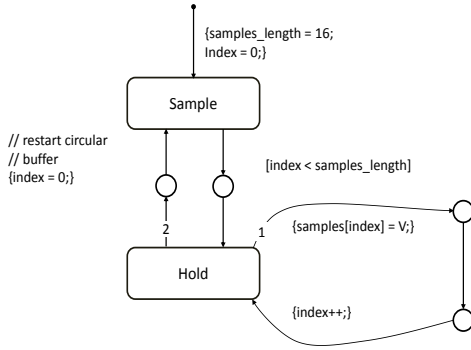 {samples_length = 16;
Index = 0;}
Sample
// restart circular
// buffer
{index = 0;}
[index < samples_length]
2
1
{samples[index] = V;}
Hold
{index++;}